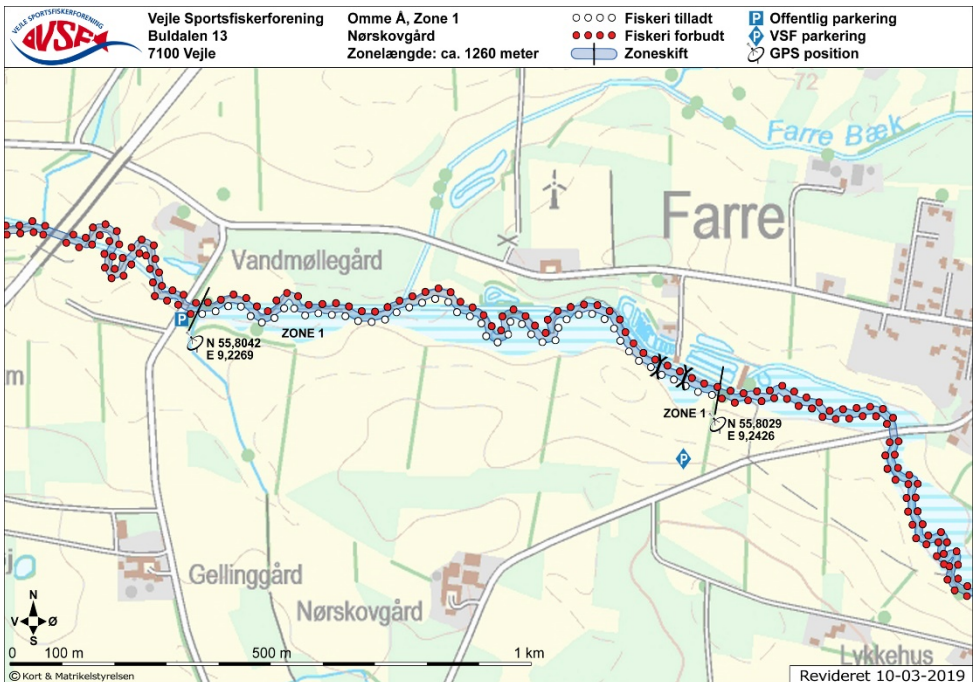 VEJLE SPORTSFISKERFORENING
VSF
Vejle Sportsfiskerforening
Buldalen 13
7100 Vejle
Omme Å, Zone 1
Nørskovgård
Zonelængde: ca. 1260 meter
Fiskeri tilladt
Fiskeri forbudt
Zoneskift
P Offentlig parkering
P VSF parkering
GPS position
72
Farre Bæk
Farre
Vandmøllegård
P
ZONE 1
N 55,8042
E 9,2269
m
ZONE 1
N 55,8029
E 9,2426
P
Gellinggård
Nørskovgård
Lykkehus
N
V Ø
S
0 100 m 500 m 1 km
© Kort & Matrikelstyrelsen
Revideret 10-03-2019